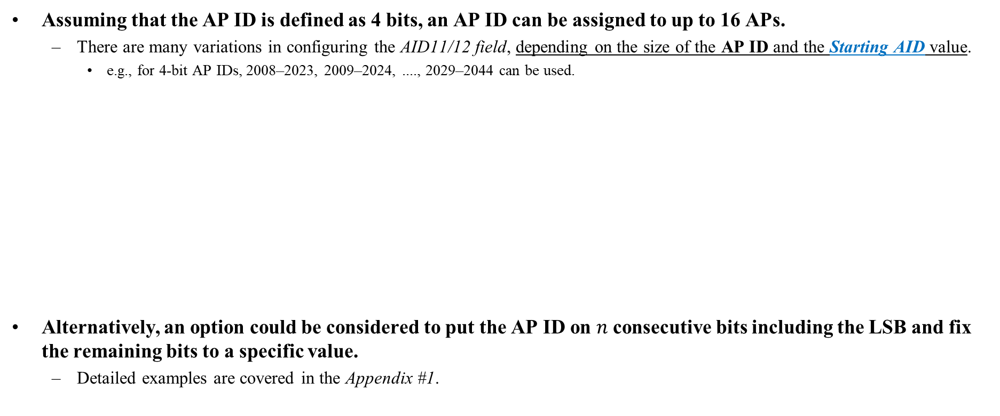 • Assuming that the AP ID is defined as 4 bits, an AP ID can be assigned to up to 16 APs.
– There are many variations in configuring the AID11/12 field, depending on the size of the AP ID and the Starting AID value.
• e.g., for 4-bit AP IDs, 2008–2023, 2009–2024, ...., 2029–2044 can be used.
• Alternatively, an option could be considered to put the AP ID on n consecutive bits including the LSB and fix
the remaining bits to a specific value.
– Detailed examples are covered in the Appendix #1.